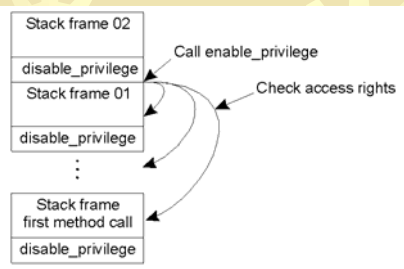 Stack frame 02
disable_privilege
Call enable_privilege
Stack frame 01
Check access rights
disable_privilege
Stack frame
first method call
disable_privilege